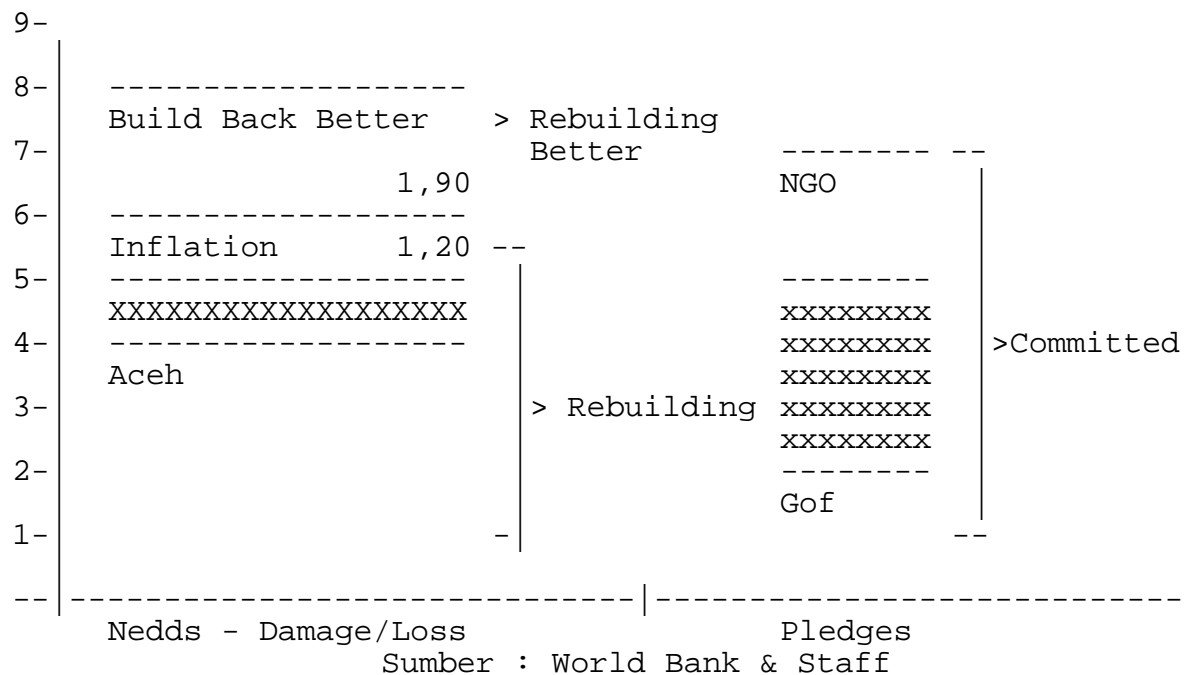 9-
8- -------------------
Build Back Better > Rebuilding
7- Better -------- --
1,90 NGO
6- -------------------
Inflation 1,20 --
5- ------------------- --------
XXXXXXXXXXXXXXXXXXX xxxxxxxx
4- ------------------- xxxxxxxx >Committed
Aceh xxxxxxxx
3- > Rebuilding xxxxxxxx
xxxxxxxx
2- --------
Gof
1- - --
-- |------------------------------|----------------------------
Nedds - Damage/Loss Pledges
Sumber : World Bank & Staff